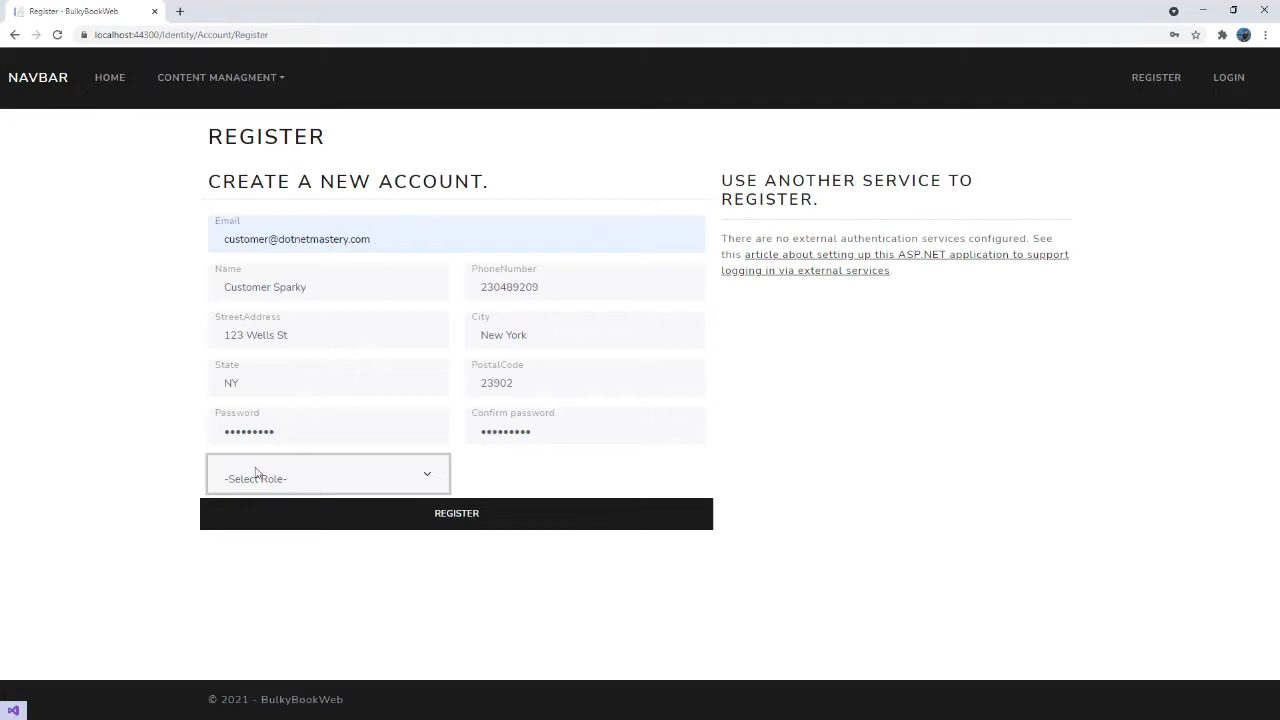 Register - BulkyBookWeb
localhost:44300/Identity/Account/Register
NAVBAR HOME CONTENT MANAGMENT REGISTER LOGIN
REGISTER
CREATE A NEW ACCOUNT.
Email
customer@dotnetmastery.com
Name PhoneNumber
Customer Sparky 230489209
StreetAddress City
123 Wells St New York
State PostalCode
NY 23902
Password Confirm password
••••••••• •••••••••
-Select Role-
REGISTER
USE ANOTHER SERVICE TO
REGISTER.
There are no external authentication services configured. See
this article about setting up this ASP.NET application to support
logging in via external services.
© 2021 - BulkyBookWeb